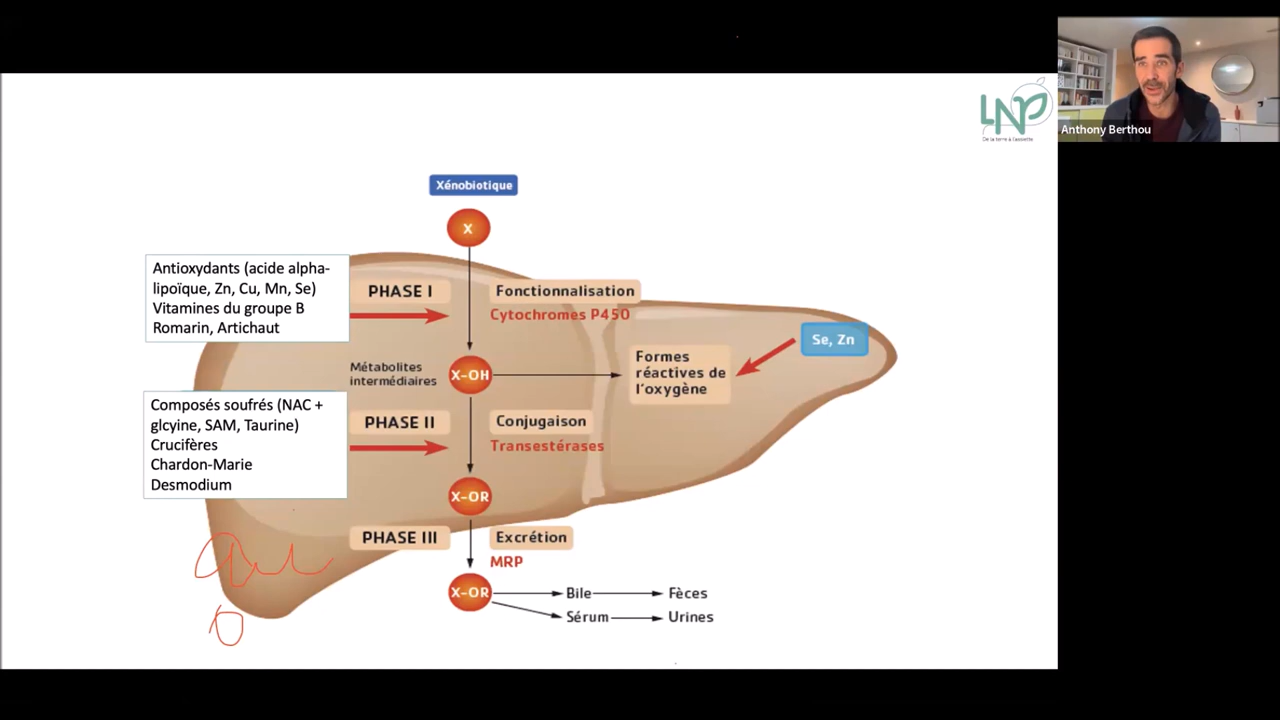 LNP
De la terre à l'assiette
Anthony Berthou
Xénobiotique
X
Antioxydants (acide alpha-
lipoïque, Zn, Cu, Mn, Se)
Vitamines du groupe B
Romarin, Artichaut
PHASE I
Fonctionnalisation
Cytochromes P450
Se, Zn
Métabolites
intermédiaires
X-OH
Formes
réactives de
l'oxygène
Composés soufrés (NAC +
glcyine, SAM, Taurine)
Crucifères
Chardon-Marie
Desmodium
PHASE II
Conjugaison
Transestérases
X-OR
PHASE III
Excrétion
MRP
X-OR
Bile
Fèces
Sérum
Urines